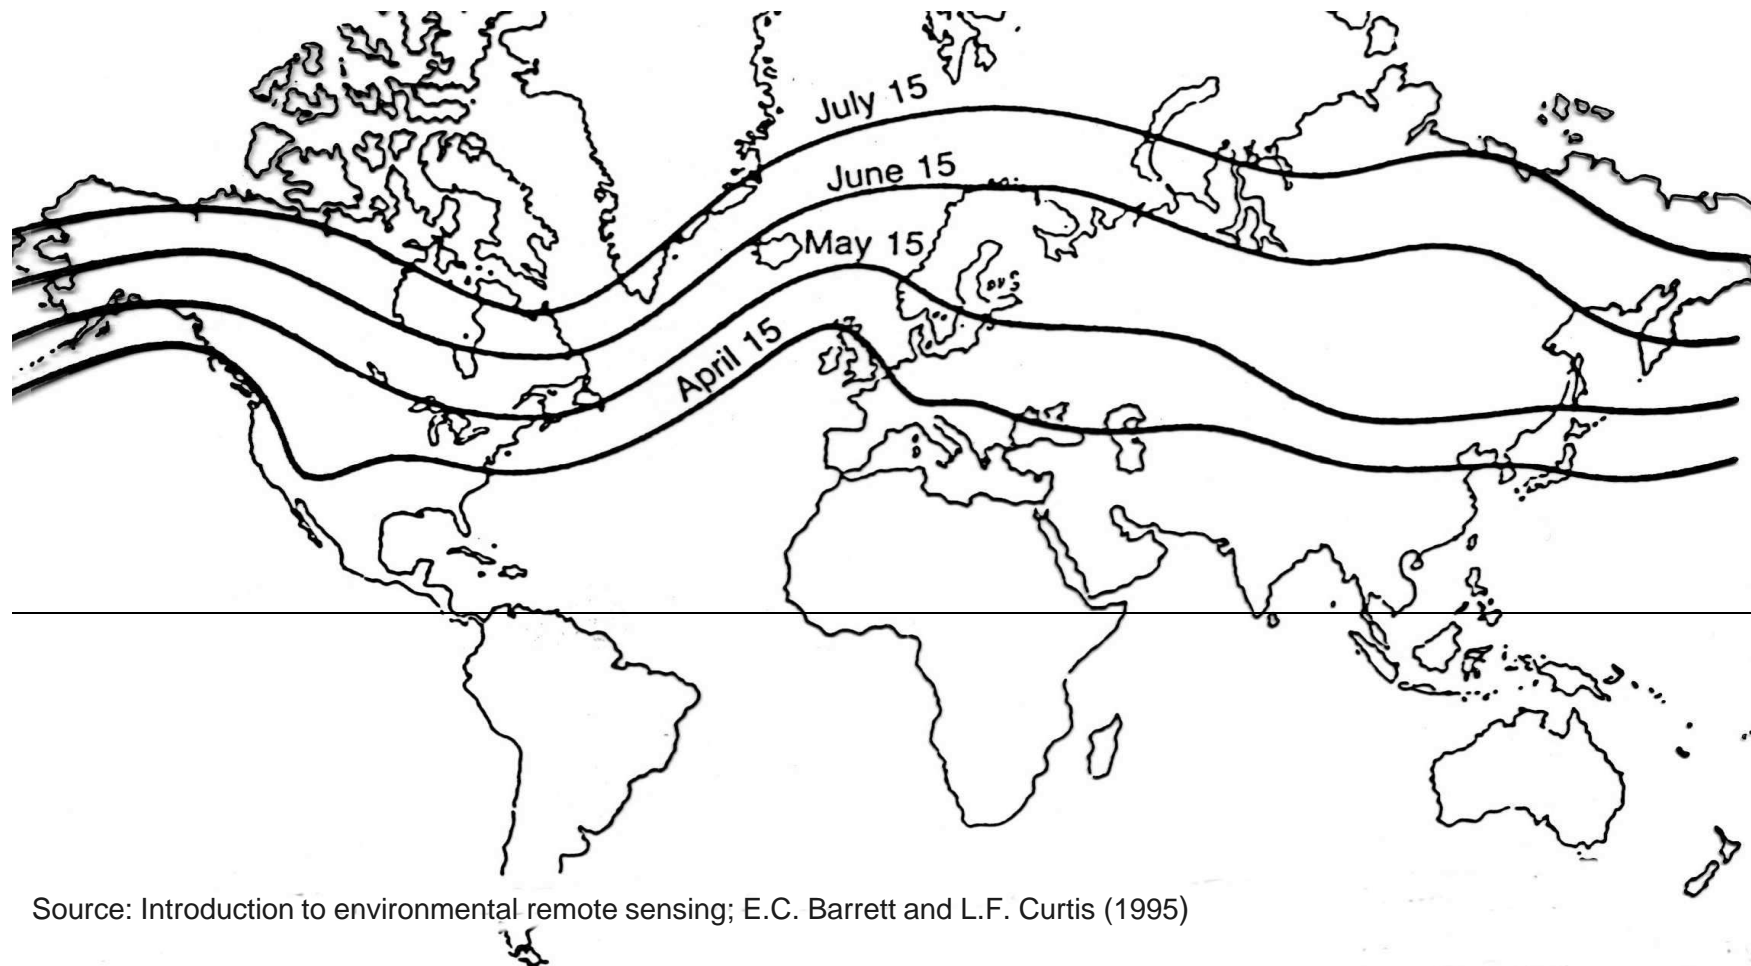 July 15
June 15
May 15
April 15
Source: Introduction to environmental remote sensing; E.C. Barrett and L.F. Curtis (1995)